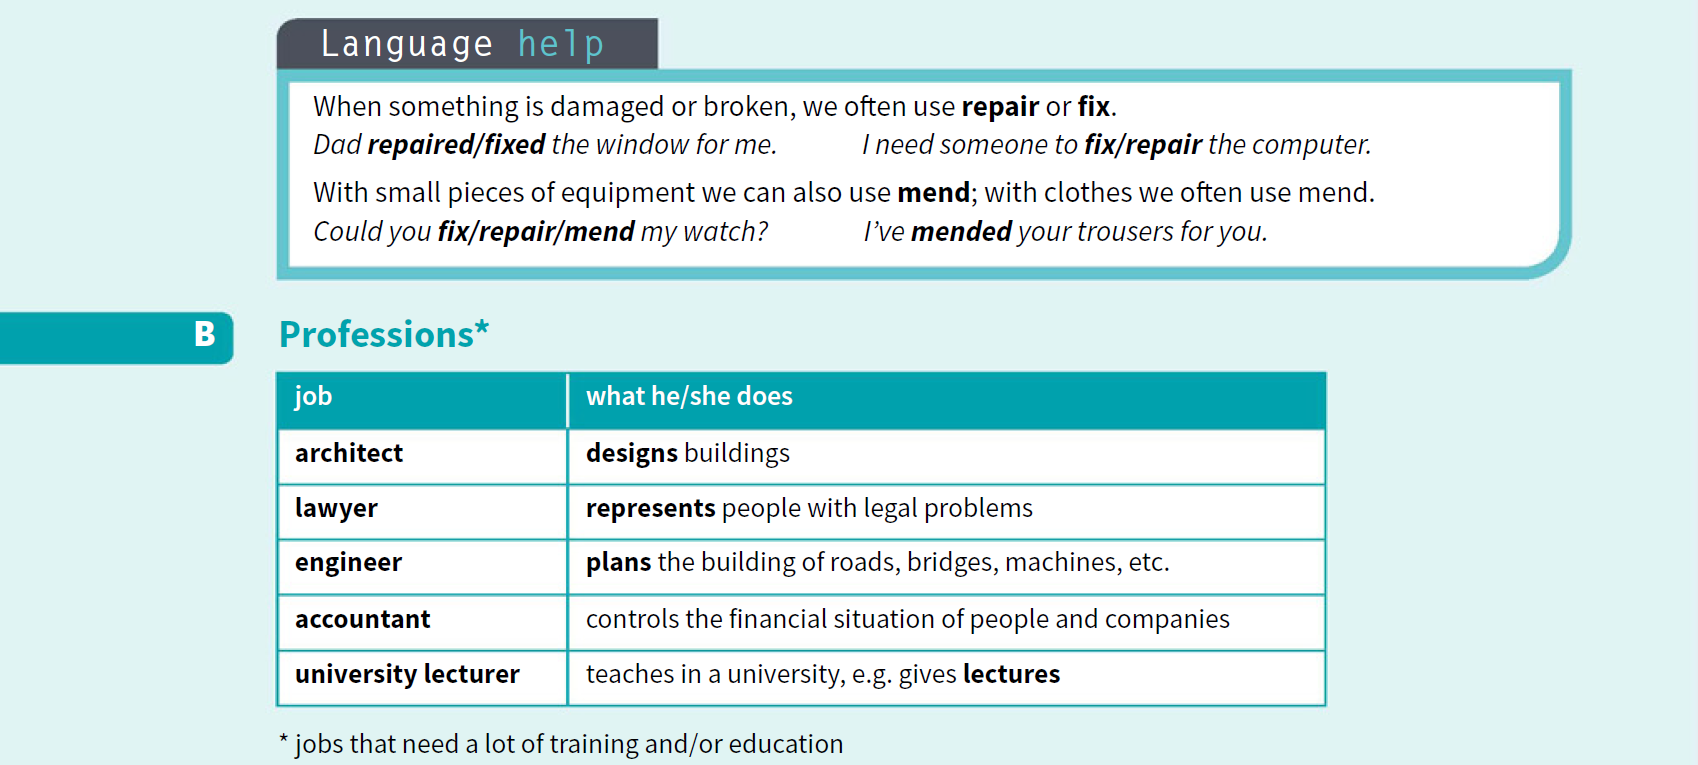 Language help
When something is damaged or broken, we often use repair or fix.
Dad repaired/fixed the window for me. I need someone to fix/repair the computer.
With small pieces of equipment we can also use mend; with clothes we often use mend.
Could you fix/repair/mend my watch? I’ve mended your trousers for you.
B Professions*
job what he/she does
architect designs buildings
lawyer represents people with legal problems
engineer plans the building of roads, bridges, machines, etc.
accountant controls the financial situation of people and companies
university lecturer teaches in a university, e.g. gives lectures
* jobs that need a lot of training and/or education